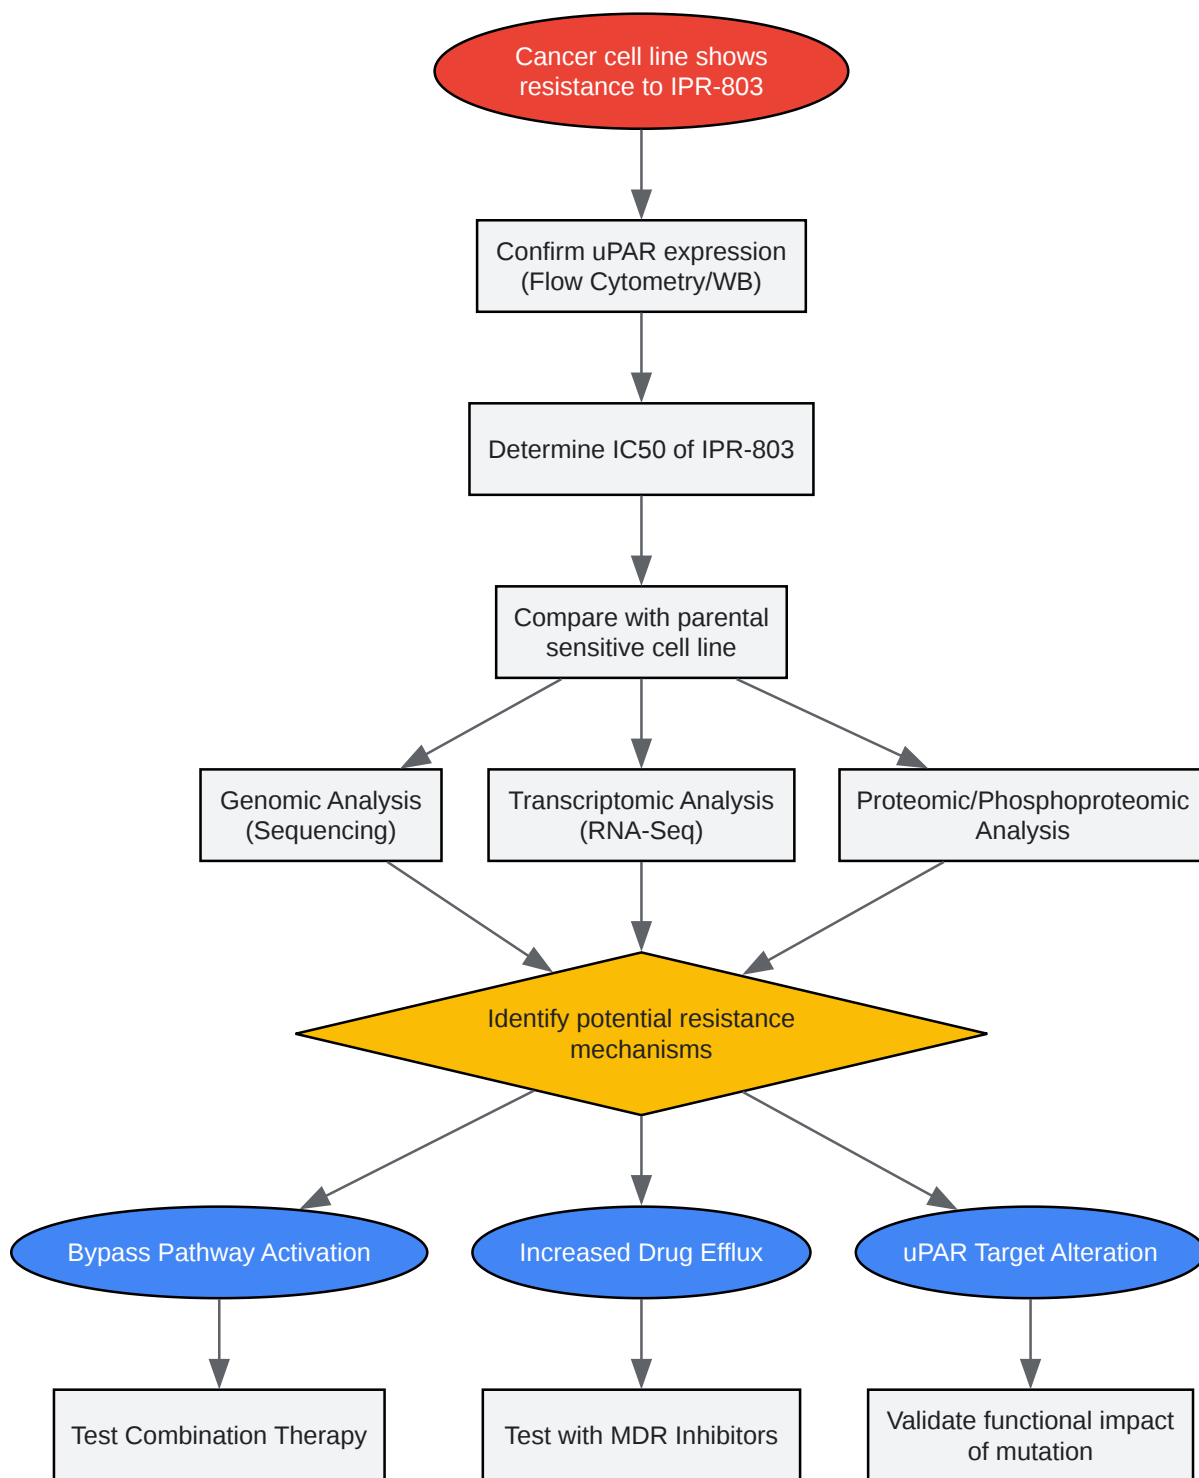 Cancer cell line shows
resistance to IPR-803
Confirm uPAR expression
(Flow Cytometry/WB)
Determine IC50 of IPR-803
Compare with parental
sensitive cell line
Genomic Analysis
(Sequencing)
Transcriptomic Analysis
(RNA-Seq)
Proteomic/Phosphoproteomic
Analysis
Identify potential resistance
mechanisms
Bypass Pathway Activation
Increased Drug Efflux
uPAR Target Alteration
Test Combination Therapy
Test with MDR Inhibitors
Validate functional impact
of mutation